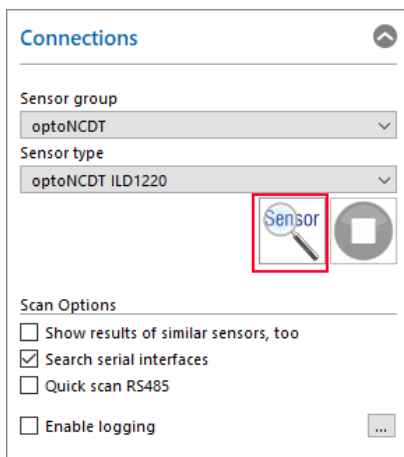 Connections
Sensor group
optoNCDT
Sensor type
optoNCDT ILD1220
Sensor
Scan Options
Show results of similar sensors, too
Search serial interfaces
Quick scan RS485
Enable logging
...